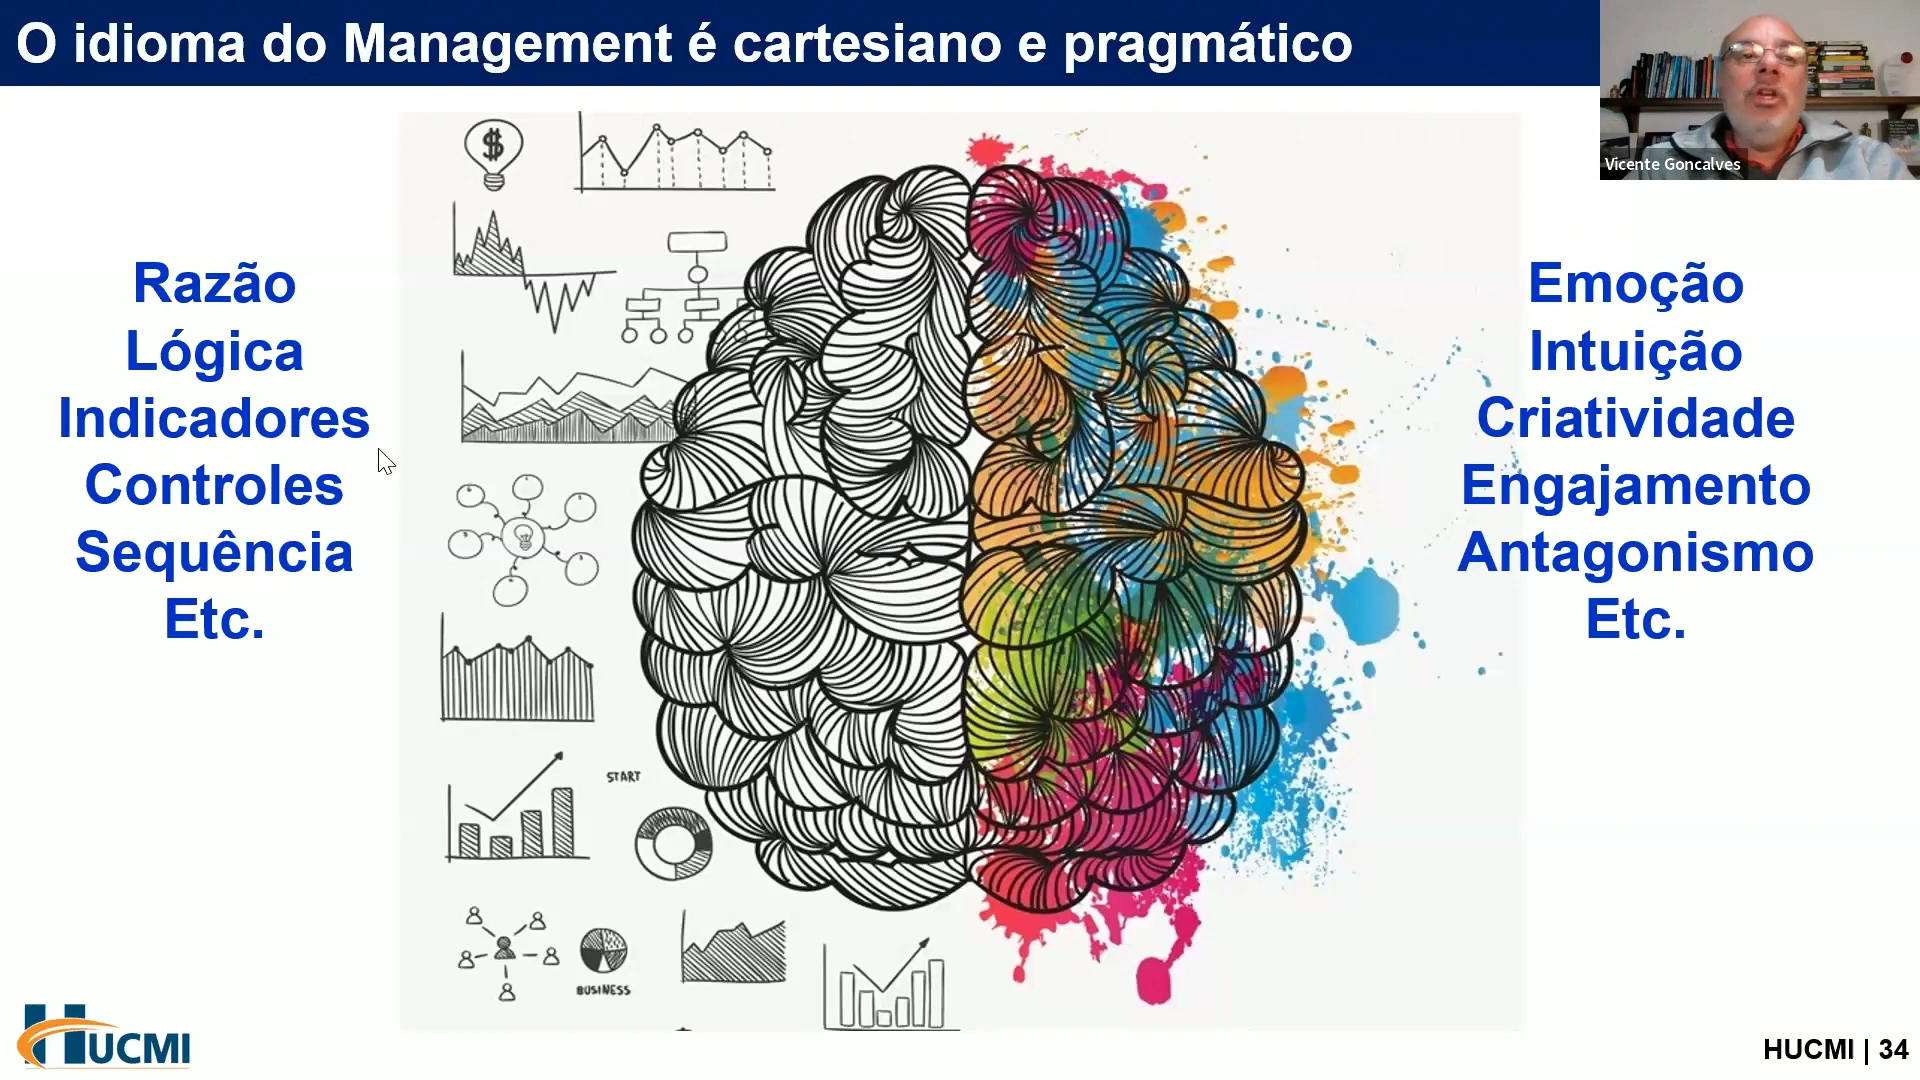 O idioma do Management é cartesiano e pragmático
Vicente Goncalves
Razão
Lógica
Indicadores
Controles
Sequência
Etc.
Emoção
Intuição
Criatividade
Engajamento
Antagonismo
Etc.
$
START
BUSINESS
HUCMI
HUCMI | 34